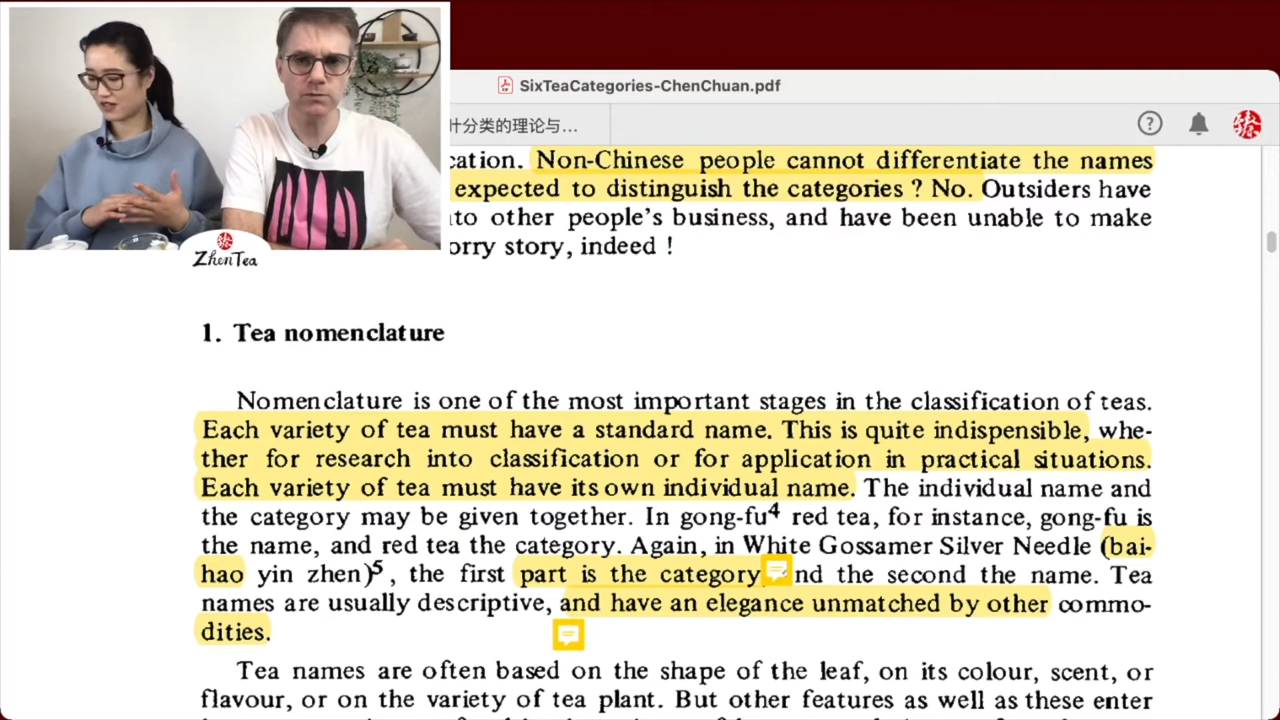 SixTeaCategories-ChenChuan.pdf
叶分类的理论与...
ZhenTea
cation. Non-Chinese people cannot differentiate the names
expected to distinguish the categories ? No. Outsiders have
to other people's business, and have been unable to make
orry story, indeed !
1. Tea nomenclature
Nomenclature is one of the most important stages in the classification of teas.
Each variety of tea must have a standard name. This is quite indispensible, whe-
ther for research into classification or for application in practical situations.
Each variety of tea must have its own individual name. The individual name and
the category may be given together. In gong-fu⁴ red tea, for instance, gong-fu is
the name, and red tea the category. Again, in White Gossamer Silver Needle (bai-
hao yin zhen)⁵, the first part is the category nd the second the name. Tea
names are usually descriptive, and have an elegance unmatched by other commo-
dities.
Tea names are often based on the shape of the leaf, on its colour, scent, or
flavour, or on the variety of tea plant. But other features as well as these enter